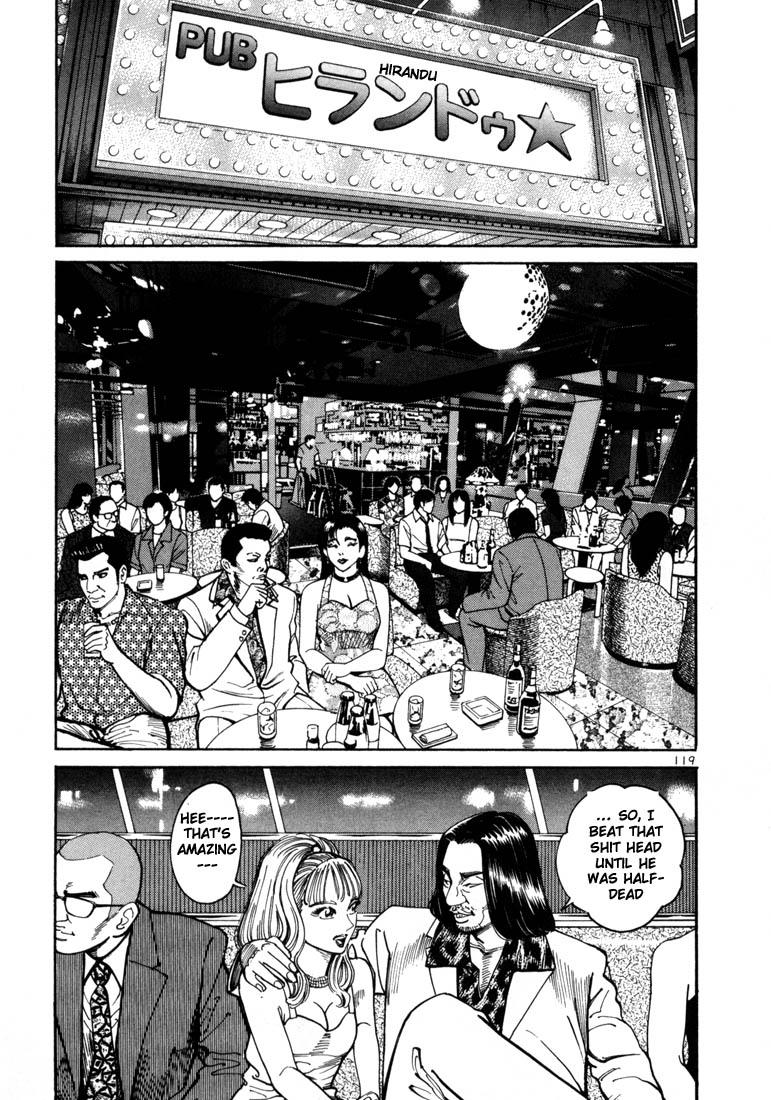 PUB
HIRANDU
ヒランドゥ★
119
... SO, I
BEAT THAT
SHIT HEAD
UNTIL HE
WAS HALF-
DEAD
HEE----
THAT'S
AMAZING
---